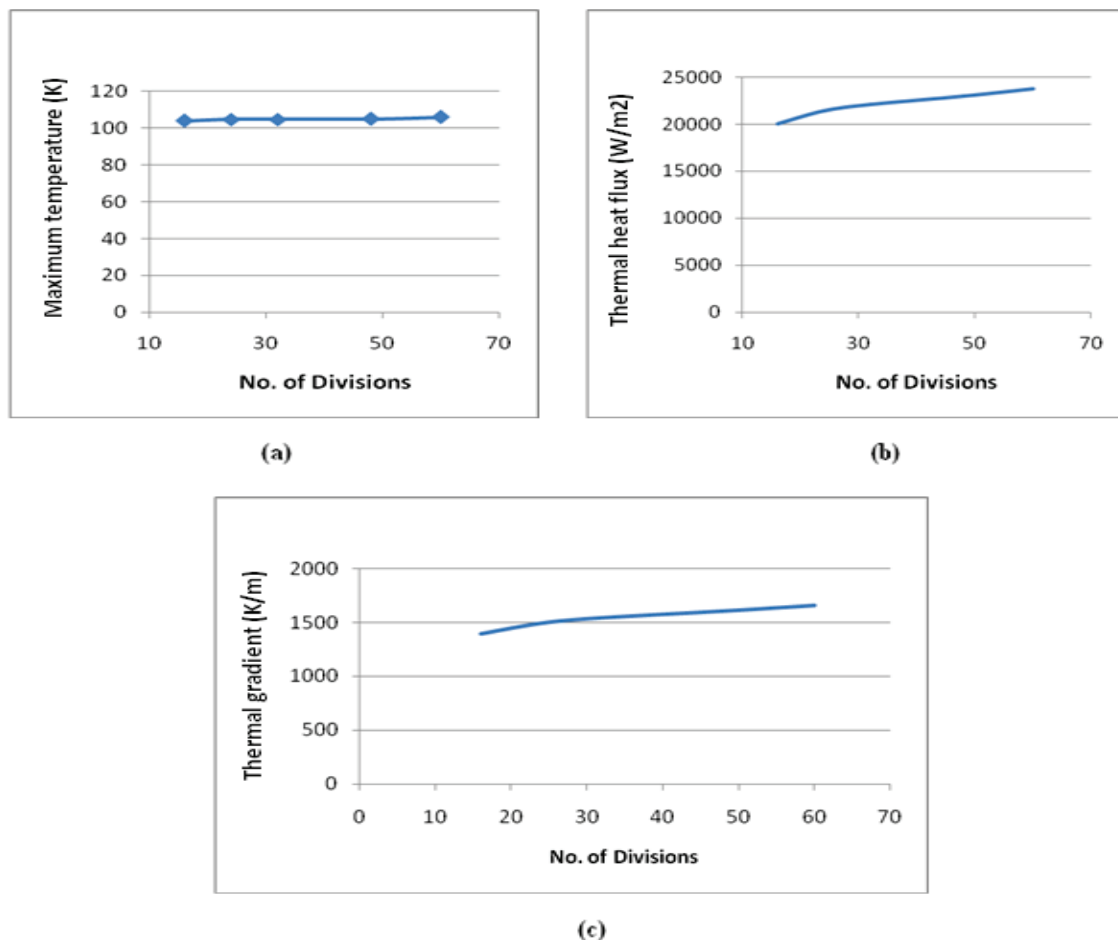 Maximum temperature (K)
120
100
80
60
40
20
0
10 30 50 70
No. of Divisions
(a)
Thermal heat flux (W/m2)
25000
20000
15000
10000
5000
0
10 30 50 70
No. of Divisions
(b)
Thermal gradient (K/m)
2000
1500
1000
500
0
0 10 20 30 40 50 60 70
No. of Divisions
(c)